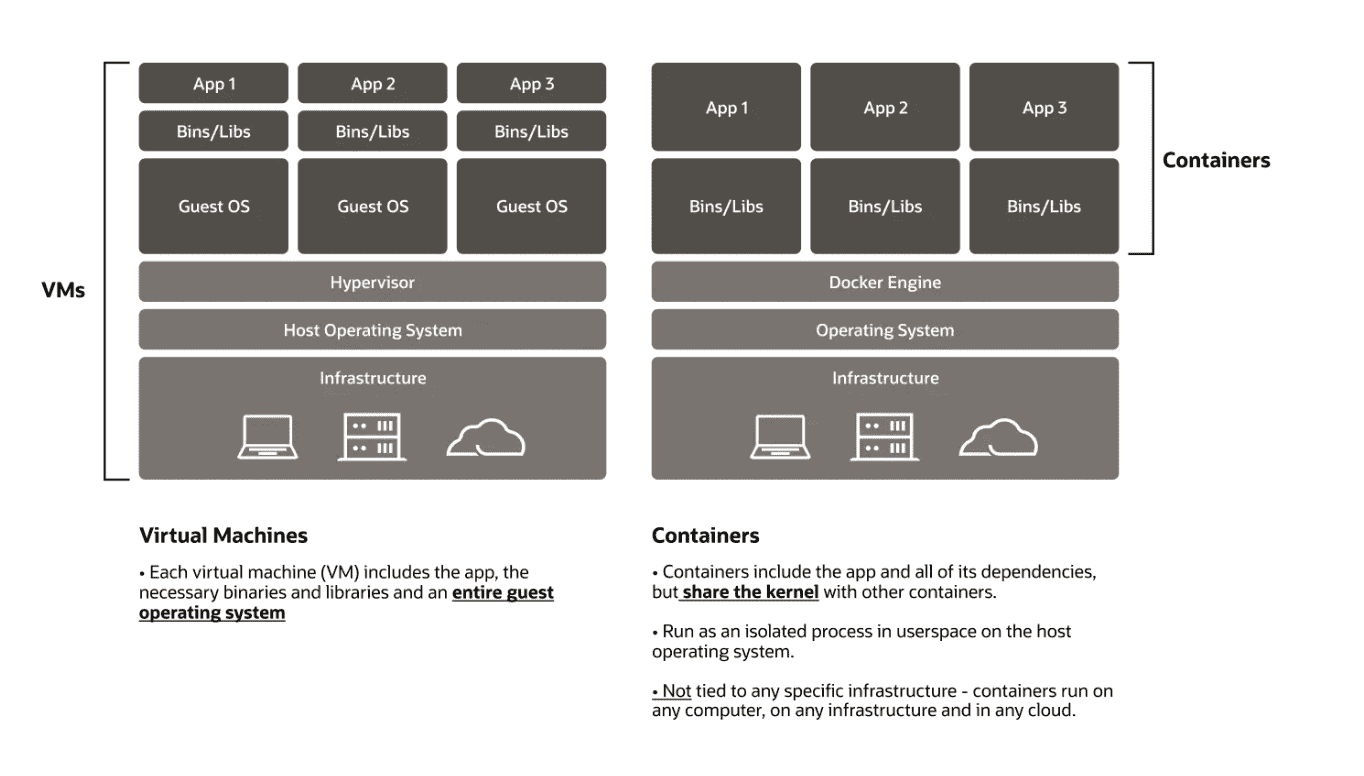 App 1
App 2
App 3
Bins/Libs
Bins/Libs
Bins/Libs
Guest OS
Guest OS
Guest OS
VMs
Hypervisor
Host Operating System
Infrastructure
App 1
App 2
App 3
Containers
Bins/Libs
Bins/Libs
Bins/Libs
Docker Engine
Operating System
Infrastructure
Virtual Machines
• Each virtual machine (VM) includes the app, the
necessary binaries and libraries and an entire guest
operating system
Containers
• Containers include the app and all of its dependencies,
but share the kernel with other containers.
• Run as an isolated process in userspace on the host
operating system.
• Not tied to any specific infrastructure - containers run on
any computer, on any infrastructure and in any cloud.